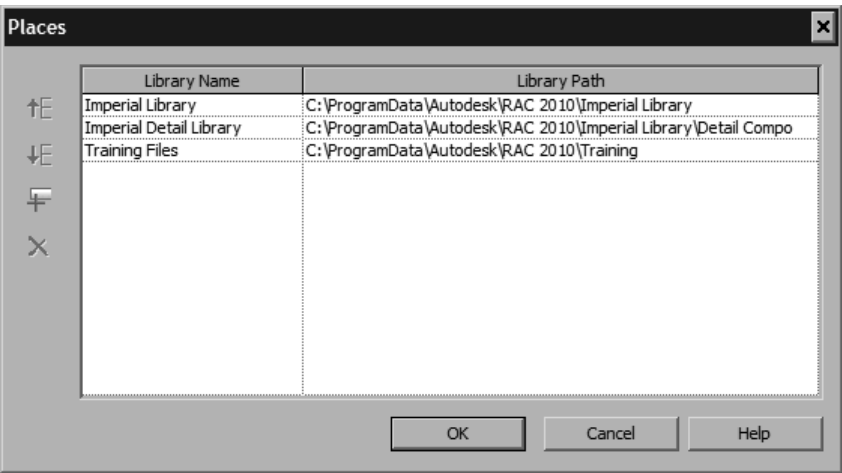 Places
Library Name Library Path
Imperial Library C:\ProgramData\Autodesk\RAC 2010\Imperial Library
Imperial Detail Library C:\ProgramData\Autodesk\RAC 2010\Imperial Library\Detail Compo
Training Files C:\ProgramData\Autodesk\RAC 2010\Training
OK Cancel Help